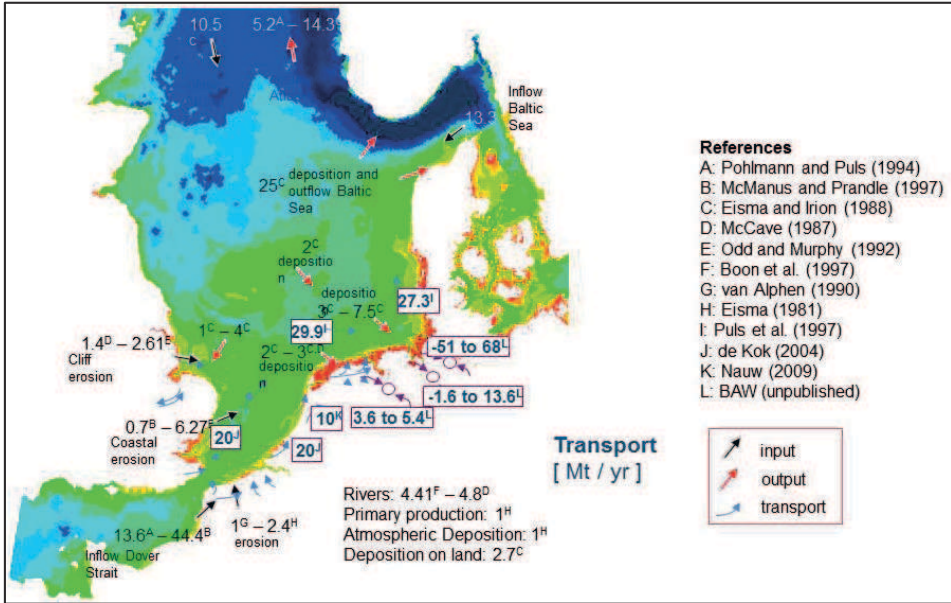 10.5
C
5.2ᴬ – 14.3
Inflow
Baltic
Sea
13.3
25ᶜ deposition and
outflow Baltic
Sea
2ᶜ
depositio
n
depositio
3ᶜ – 7.5ᶜ
27.3ᴵ
29.9ᴵ
1ᶜ – 4ᶜ
1.4ᴰ – 2.61ᴱ
Cliff
erosion
2ᶜ – 3ᶜ·ᴰ
depositio
n
-51 to 68ᴸ
-1.6 to 13.6ᴸ
3.6 to 5.4ᴸ
10ᴷ
0.7ᴮ – 6.27
Coastal
erosion
20ᴶ
20ᴶ
13.6ᴬ – 44.4ᴮ
Inflow Dover
Strait
1ᴳ – 2.4ᴴ
erosion
Rivers: 4.41ꟳ – 4.8ᴰ
Primary production: 1ᴴ
Atmospheric Deposition: 1ᴴ
Deposition on land: 2.7ᶜ
Transport
[ Mt / yr ]
References
A: Pohlmann and Puls (1994)
B: McManus and Prandle (1997)
C: Eisma and Irion (1988)
D: McCave (1987)
E: Odd and Murphy (1992)
F: Boon et al. (1997)
G: van Alphen (1990)
H: Eisma (1981)
I: Puls et al. (1997)
J: de Kok (2004)
K: Nauw (2009)
L: BAW (unpublished)
input
output
transport